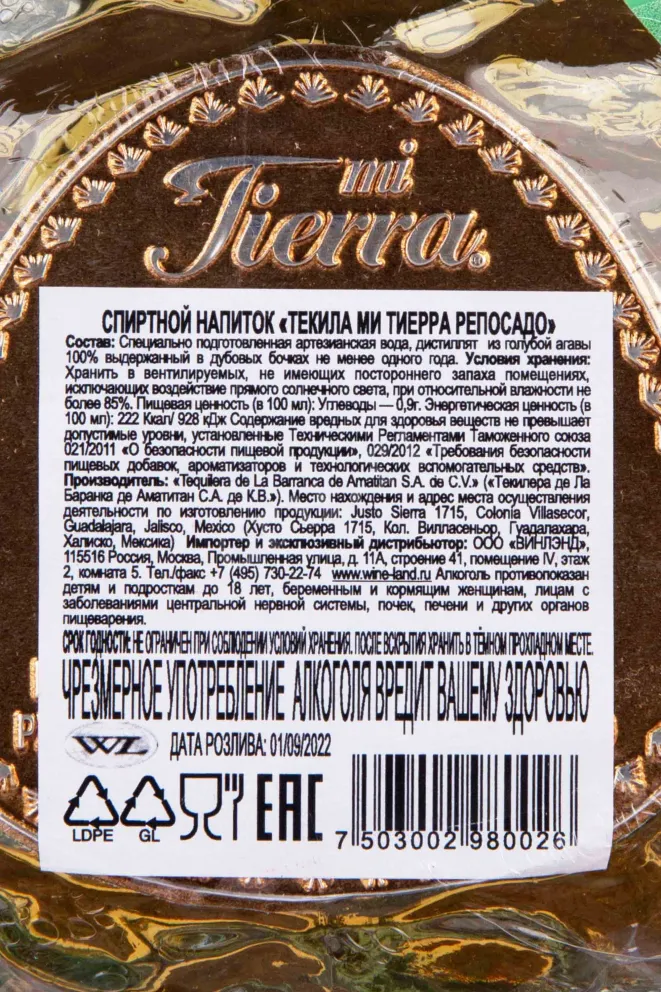 mi
Tierra®
СПИРТНОЙ НАПИТОК «ТЕКИЛА МИ ТИЕРРА РЕПОСАДО»
Состав: Специально подготовленная артезианская вода, дистиллят из голубой агавы
100% выдержанный в дубовых бочках не менее одного года. Условия хранения:
Хранить в вентилируемых, не имеющих постороннего запаха помещениях,
исключающих воздействие прямого солнечного света, при относительной влажности не
более 85%. Пищевая ценность (в 100 мл): Углеводы — 0,9г. Энергетическая ценность (в
100 мл): 222 Ккал/ 928 кДж Содержание вредных для здоровья веществ не превышает
допустимые уровни, установленные Техническими Регламентами Таможенного союза
021/2011 «О безопасности пищевой продукции», 029/2012 «Требования безопасности
пищевых добавок, ароматизаторов и технологических вспомогательных средств».
Производитель: «Tequilera de La Barranca de Amatitan S.A. de C.V.» («Текилера де Ла
Баранка де Аматитан С.А. де К.В.»). Место нахождения и адрес места осуществления
деятельности по изготовлению продукции: Justo Sierra 1715, Colonia Villasecor,
Guadalajara, Jalisco, Mexico (Хусто Сьерра 1715, Кол. Вилласеньор, Гуадалахара,
Халиско, Мексика) Импортер и эксклюзивный дистрибьютор: ООО «ВИНЛЭНД»,
115516 Россия, Москва, Промышленная улица, д. 11А, строение 41, помещение IV, этаж
2, комната 5. Тел./факс +7 (495) 730-22-74 www.wine-land.ru Алкоголь противопоказан
детям и подросткам до 18 лет, беременным и кормящим женщинам, лицам с
заболеваниями центральной нервной системы, почек, печени и других органов
пищеварения.
СРОК ГОДНОСТИ: НЕ ОГРАНИЧЕН ПРИ СОБЛЮДЕНИИ УСЛОВИЙ ХРАНЕНИЯ. ПОСЛЕ ВСКРЫТИЯ ХРАНИТЬ В ТЁМНОМ ПРОХЛАДНОМ МЕСТЕ.
ЧРЕЗМЕРНОЕ УПОТРЕБЛЕНИЕ АЛКОГОЛЯ ВРЕДИТ ВАШЕМУ ЗДОРОВЬЮ
WL ДАТА РОЗЛИВА: 01/09/2022
LDPE GL EAC 7 503002 980026